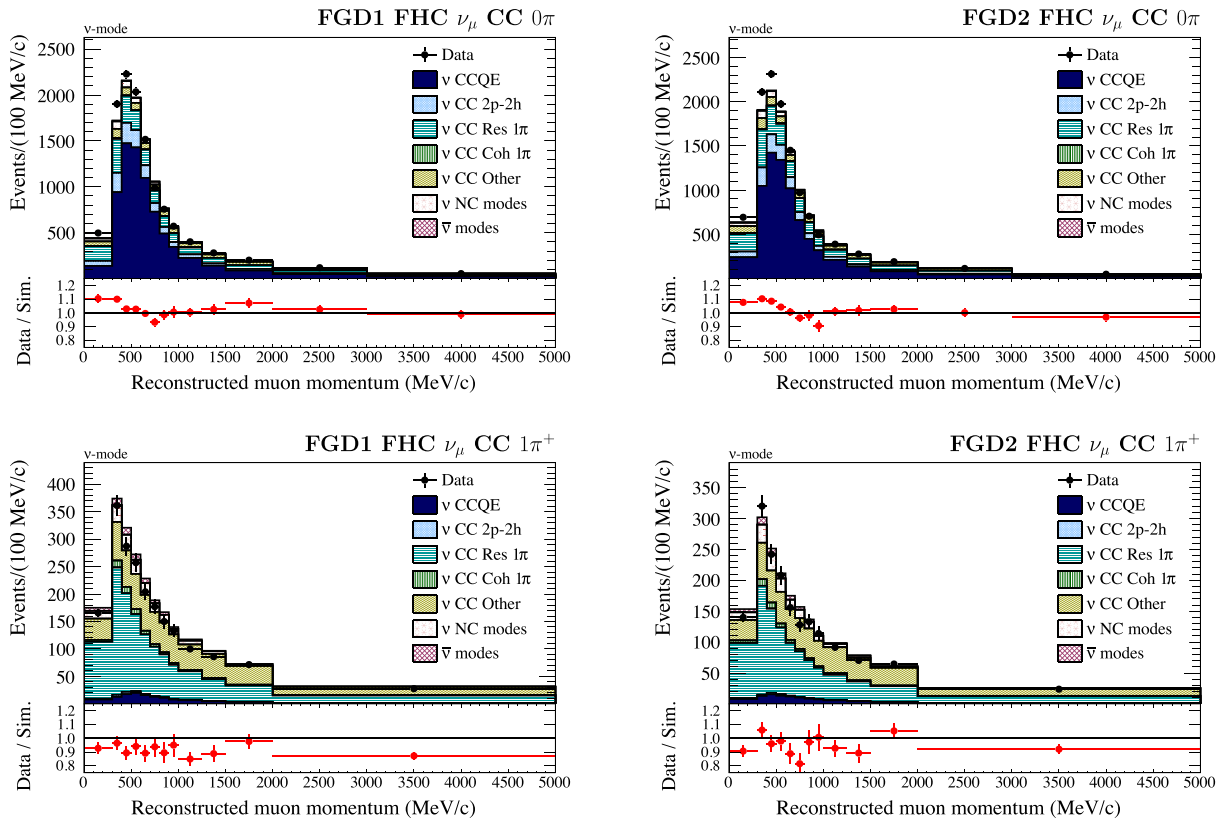 FGD1 FHC νμ CC 0π
ν-mode
Events/(100 MeV/c)
2500
2000
1500
1000
500
Data
ν CCQE
ν CC 2p-2h
ν CC Res 1π
ν CC Coh 1π
ν CC Other
ν NC modes
ν̅ modes
Data / Sim.
1.2
1.1
1.0
0.9
0.8
0 500 1000 1500 2000 2500 3000 3500 4000 4500 5000
Reconstructed muon momentum (MeV/c)
FGD2 FHC νμ CC 0π
ν-mode
Events/(100 MeV/c)
2500
2000
1500
1000
500
Data
ν CCQE
ν CC 2p-2h
ν CC Res 1π
ν CC Coh 1π
ν CC Other
ν NC modes
ν̅ modes
Data / Sim.
1.2
1.1
1.0
0.9
0.8
0 500 1000 1500 2000 2500 3000 3500 4000 4500 5000
Reconstructed muon momentum (MeV/c)
FGD1 FHC νμ CC 1π⁺
ν-mode
Events/(100 MeV/c)
400
350
300
250
200
150
100
50
Data
ν CCQE
ν CC 2p-2h
ν CC Res 1π
ν CC Coh 1π
ν CC Other
ν NC modes
ν̅ modes
Data / Sim.
1.2
1.1
1.0
0.9
0.8
0 500 1000 1500 2000 2500 3000 3500 4000 4500 5000
Reconstructed muon momentum (MeV/c)
FGD2 FHC νμ CC 1π⁺
ν-mode
Events/(100 MeV/c)
350
300
250
200
150
100
50
Data
ν CCQE
ν CC 2p-2h
ν CC Res 1π
ν CC Coh 1π
ν CC Other
ν NC modes
ν̅ modes
Data / Sim.
1.2
1.1
1.0
0.9
0.8
0 500 1000 1500 2000 2500 3000 3500 4000 4500 5000
Reconstructed muon momentum (MeV/c)